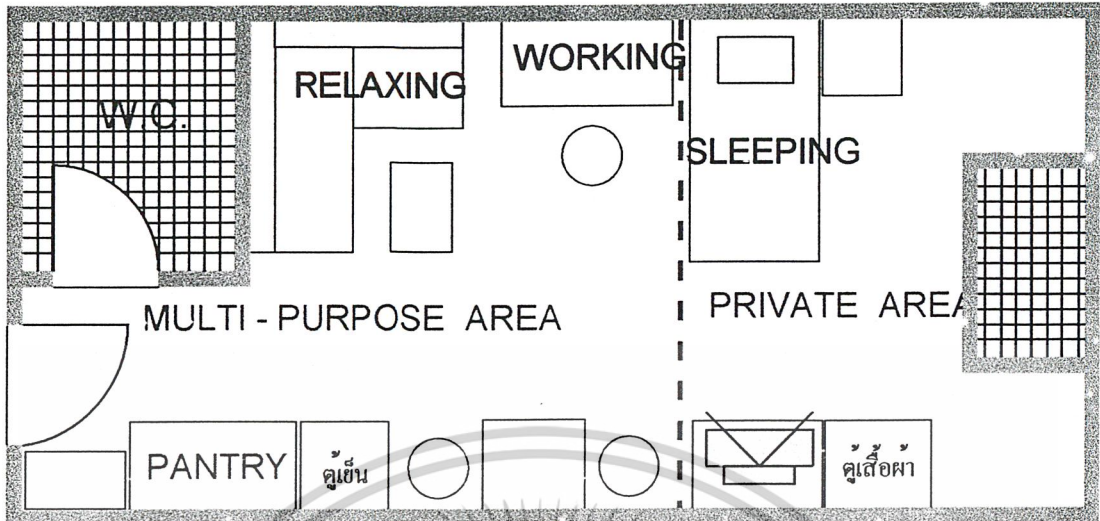 WORKING
RELAXING
W.C.
SLEEPING
PRIVATE AREA
MULTI - PURPOSE AREA
PANTRY
ตู้เย็น
ตู้เสื้อผ้า